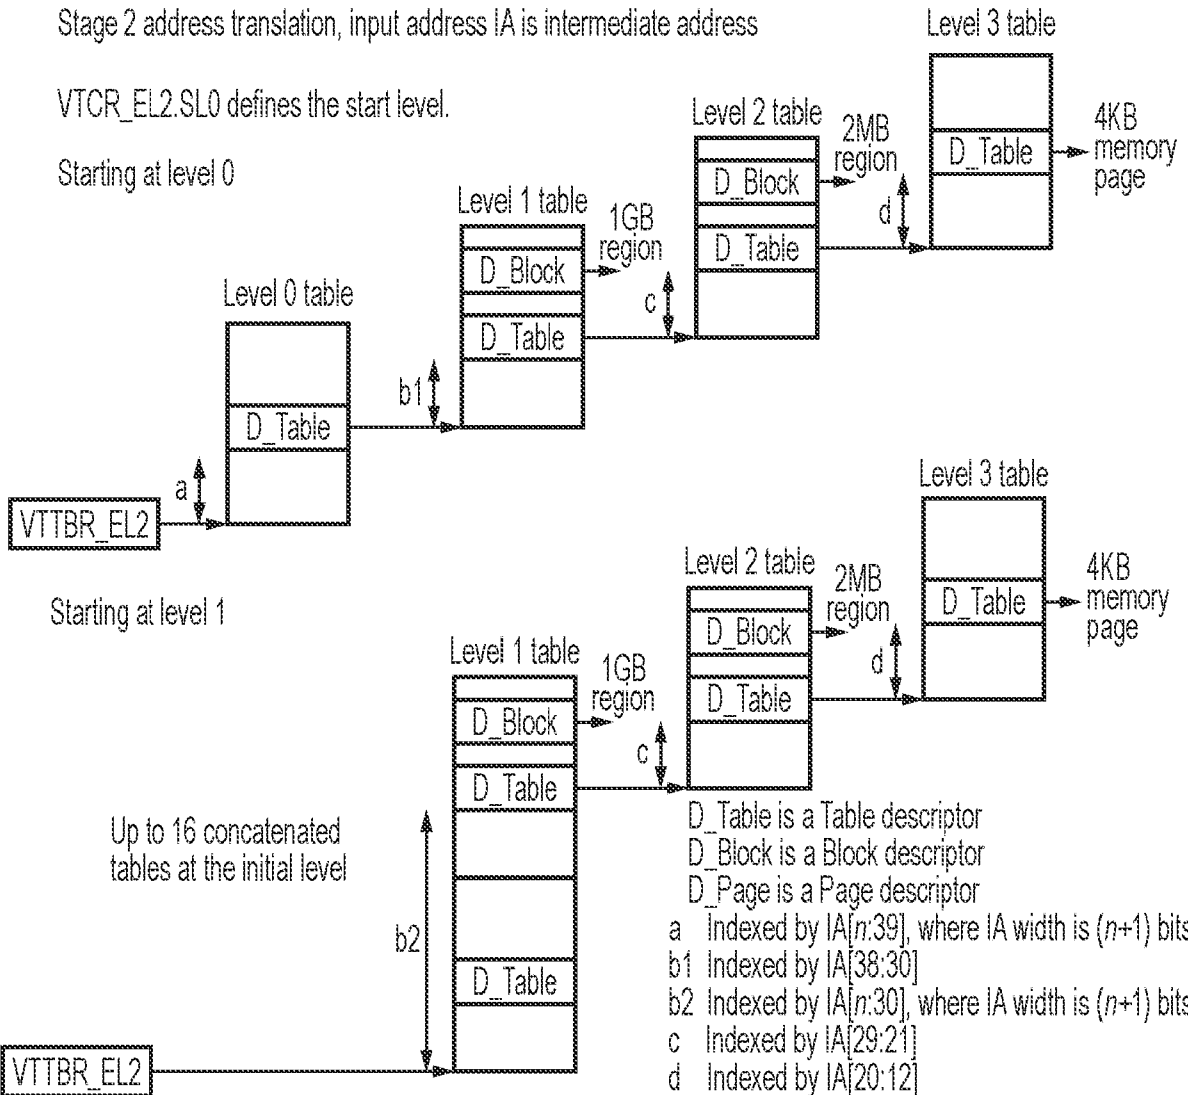 Stage 2 address translation, input address IA is intermediate address
VTCR_EL2.SL0 defines the start level.
Starting at level 0
Level 0 table
D_Table
a
VTTBR_EL2
Level 1 table
D_Block
D_Table
b1
1GB
region
c
Level 2 table
D_Block
D_Table
2MB
region
d
Level 3 table
D_Table
4KB
memory
page
Starting at level 1
Up to 16 concatenated
tables at the initial level
b2
VTTBR_EL2
Level 1 table
D_Block
D_Table
D_Table
1GB
region
c
Level 2 table
D_Block
D_Table
2MB
region
d
Level 3 table
D_Table
4KB
memory
page
D_Table is a Table descriptor
D_Block is a Block descriptor
D_Page is a Page descriptor
a Indexed by IA[n:39], where IA width is (n+1) bits
b1 Indexed by IA[38:30]
b2 Indexed by IA[n:30], where IA width is (n+1) bits
c Indexed by IA[29:21]
d Indexed by IA[20:12]